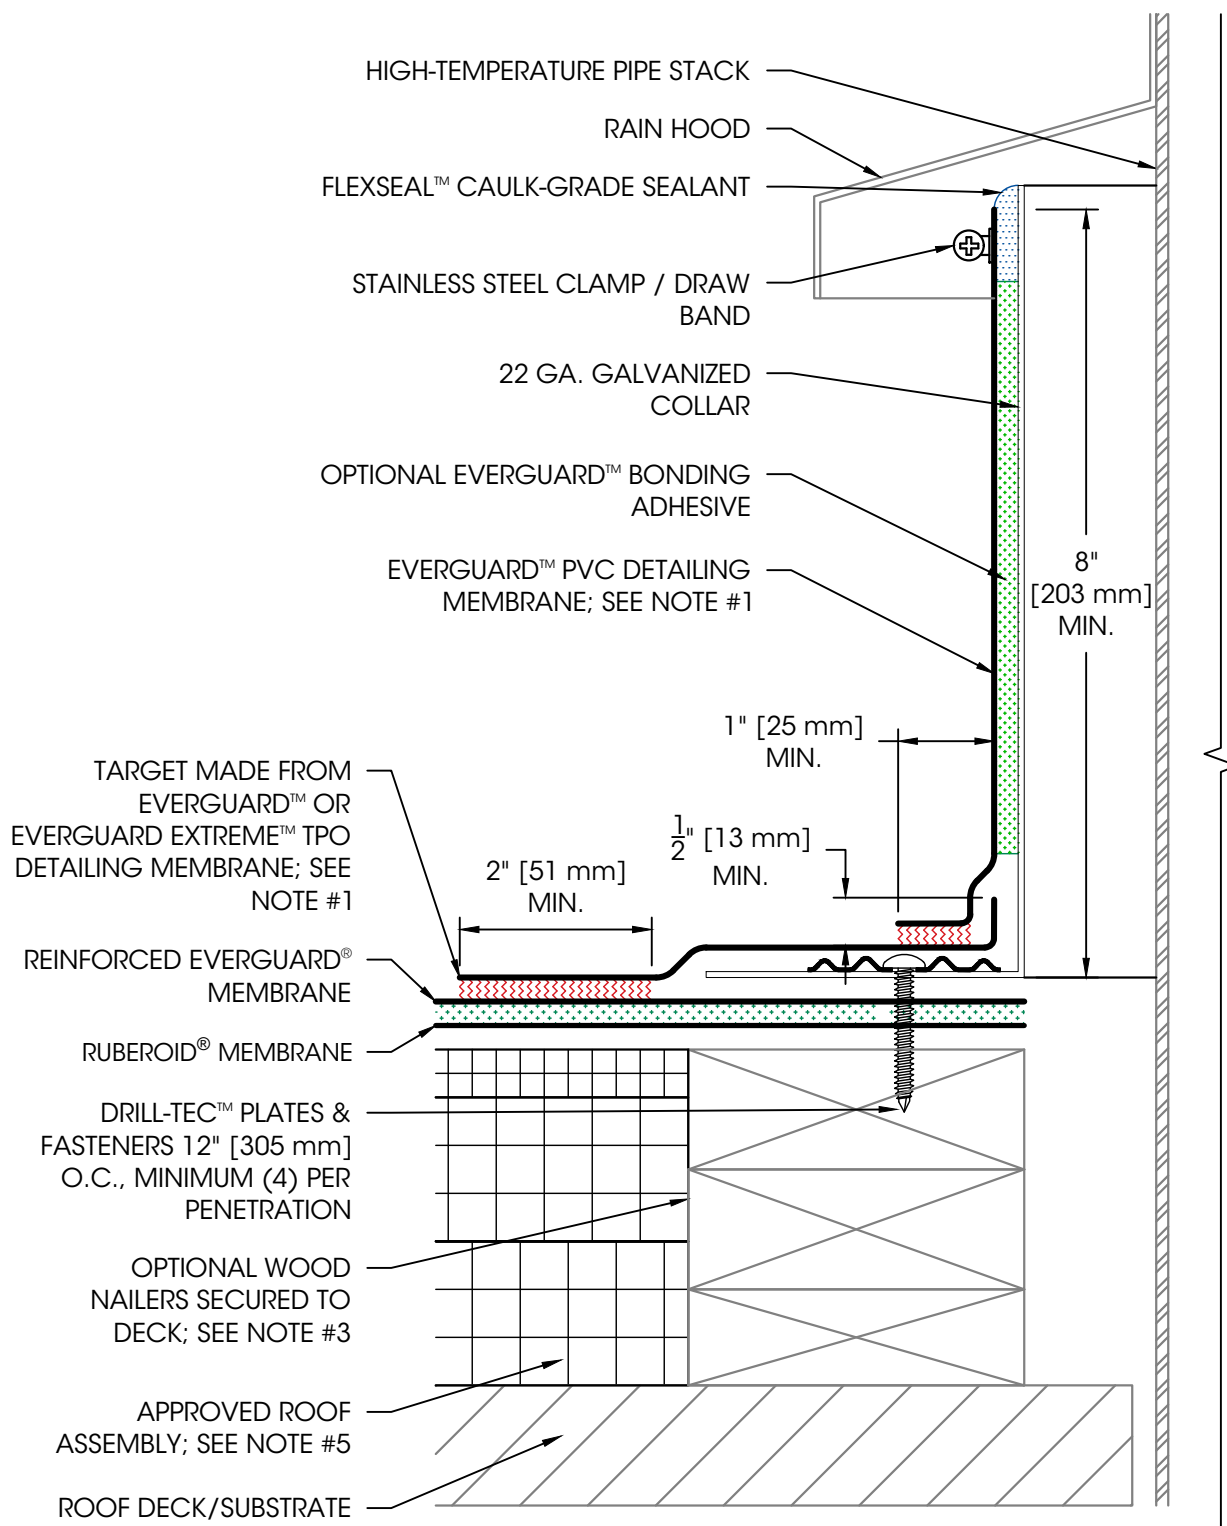 HIGH-TEMPERATURE PIPE STACK
RAIN HOOD
FLEXSEAL™ CAULK-GRADE SEALANT
STAINLESS STEEL CLAMP / DRAW
BAND
22 GA. GALVANIZED
COLLAR
OPTIONAL EVERGUARD™ BONDING
ADHESIVE
EVERGUARD™ PVC DETAILING
MEMBRANE; SEE NOTE #1
8"
[203 mm]
MIN.
1" [25 mm]
MIN.
1/2" [13 mm]
MIN.
2" [51 mm]
MIN.
TARGET MADE FROM
EVERGUARD™ OR
EVERGUARD EXTREME™ TPO
DETAILING MEMBRANE; SEE
NOTE #1
REINFORCED EVERGUARD®
MEMBRANE
RUBEROID® MEMBRANE
DRILL-TEC™ PLATES &
FASTENERS 12" [305 mm]
O.C., MINIMUM (4) PER
PENETRATION
OPTIONAL WOOD
NAILERS SECURED TO
DECK; SEE NOTE #3
APPROVED ROOF
ASSEMBLY; SEE NOTE #5
ROOF DECK/SUBSTRATE